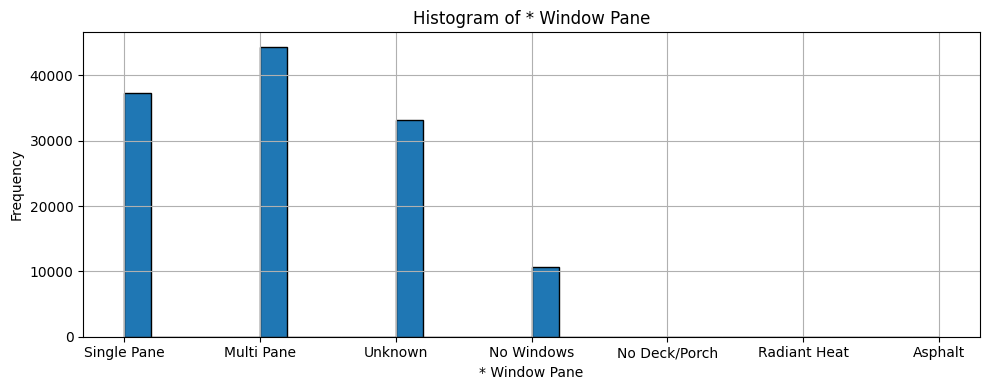 Histogram of * Window Pane
Frequency
40000
30000
20000
10000
0
Single Pane Multi Pane Unknown No Windows No Deck/Porch Radiant Heat Asphalt
* Window Pane